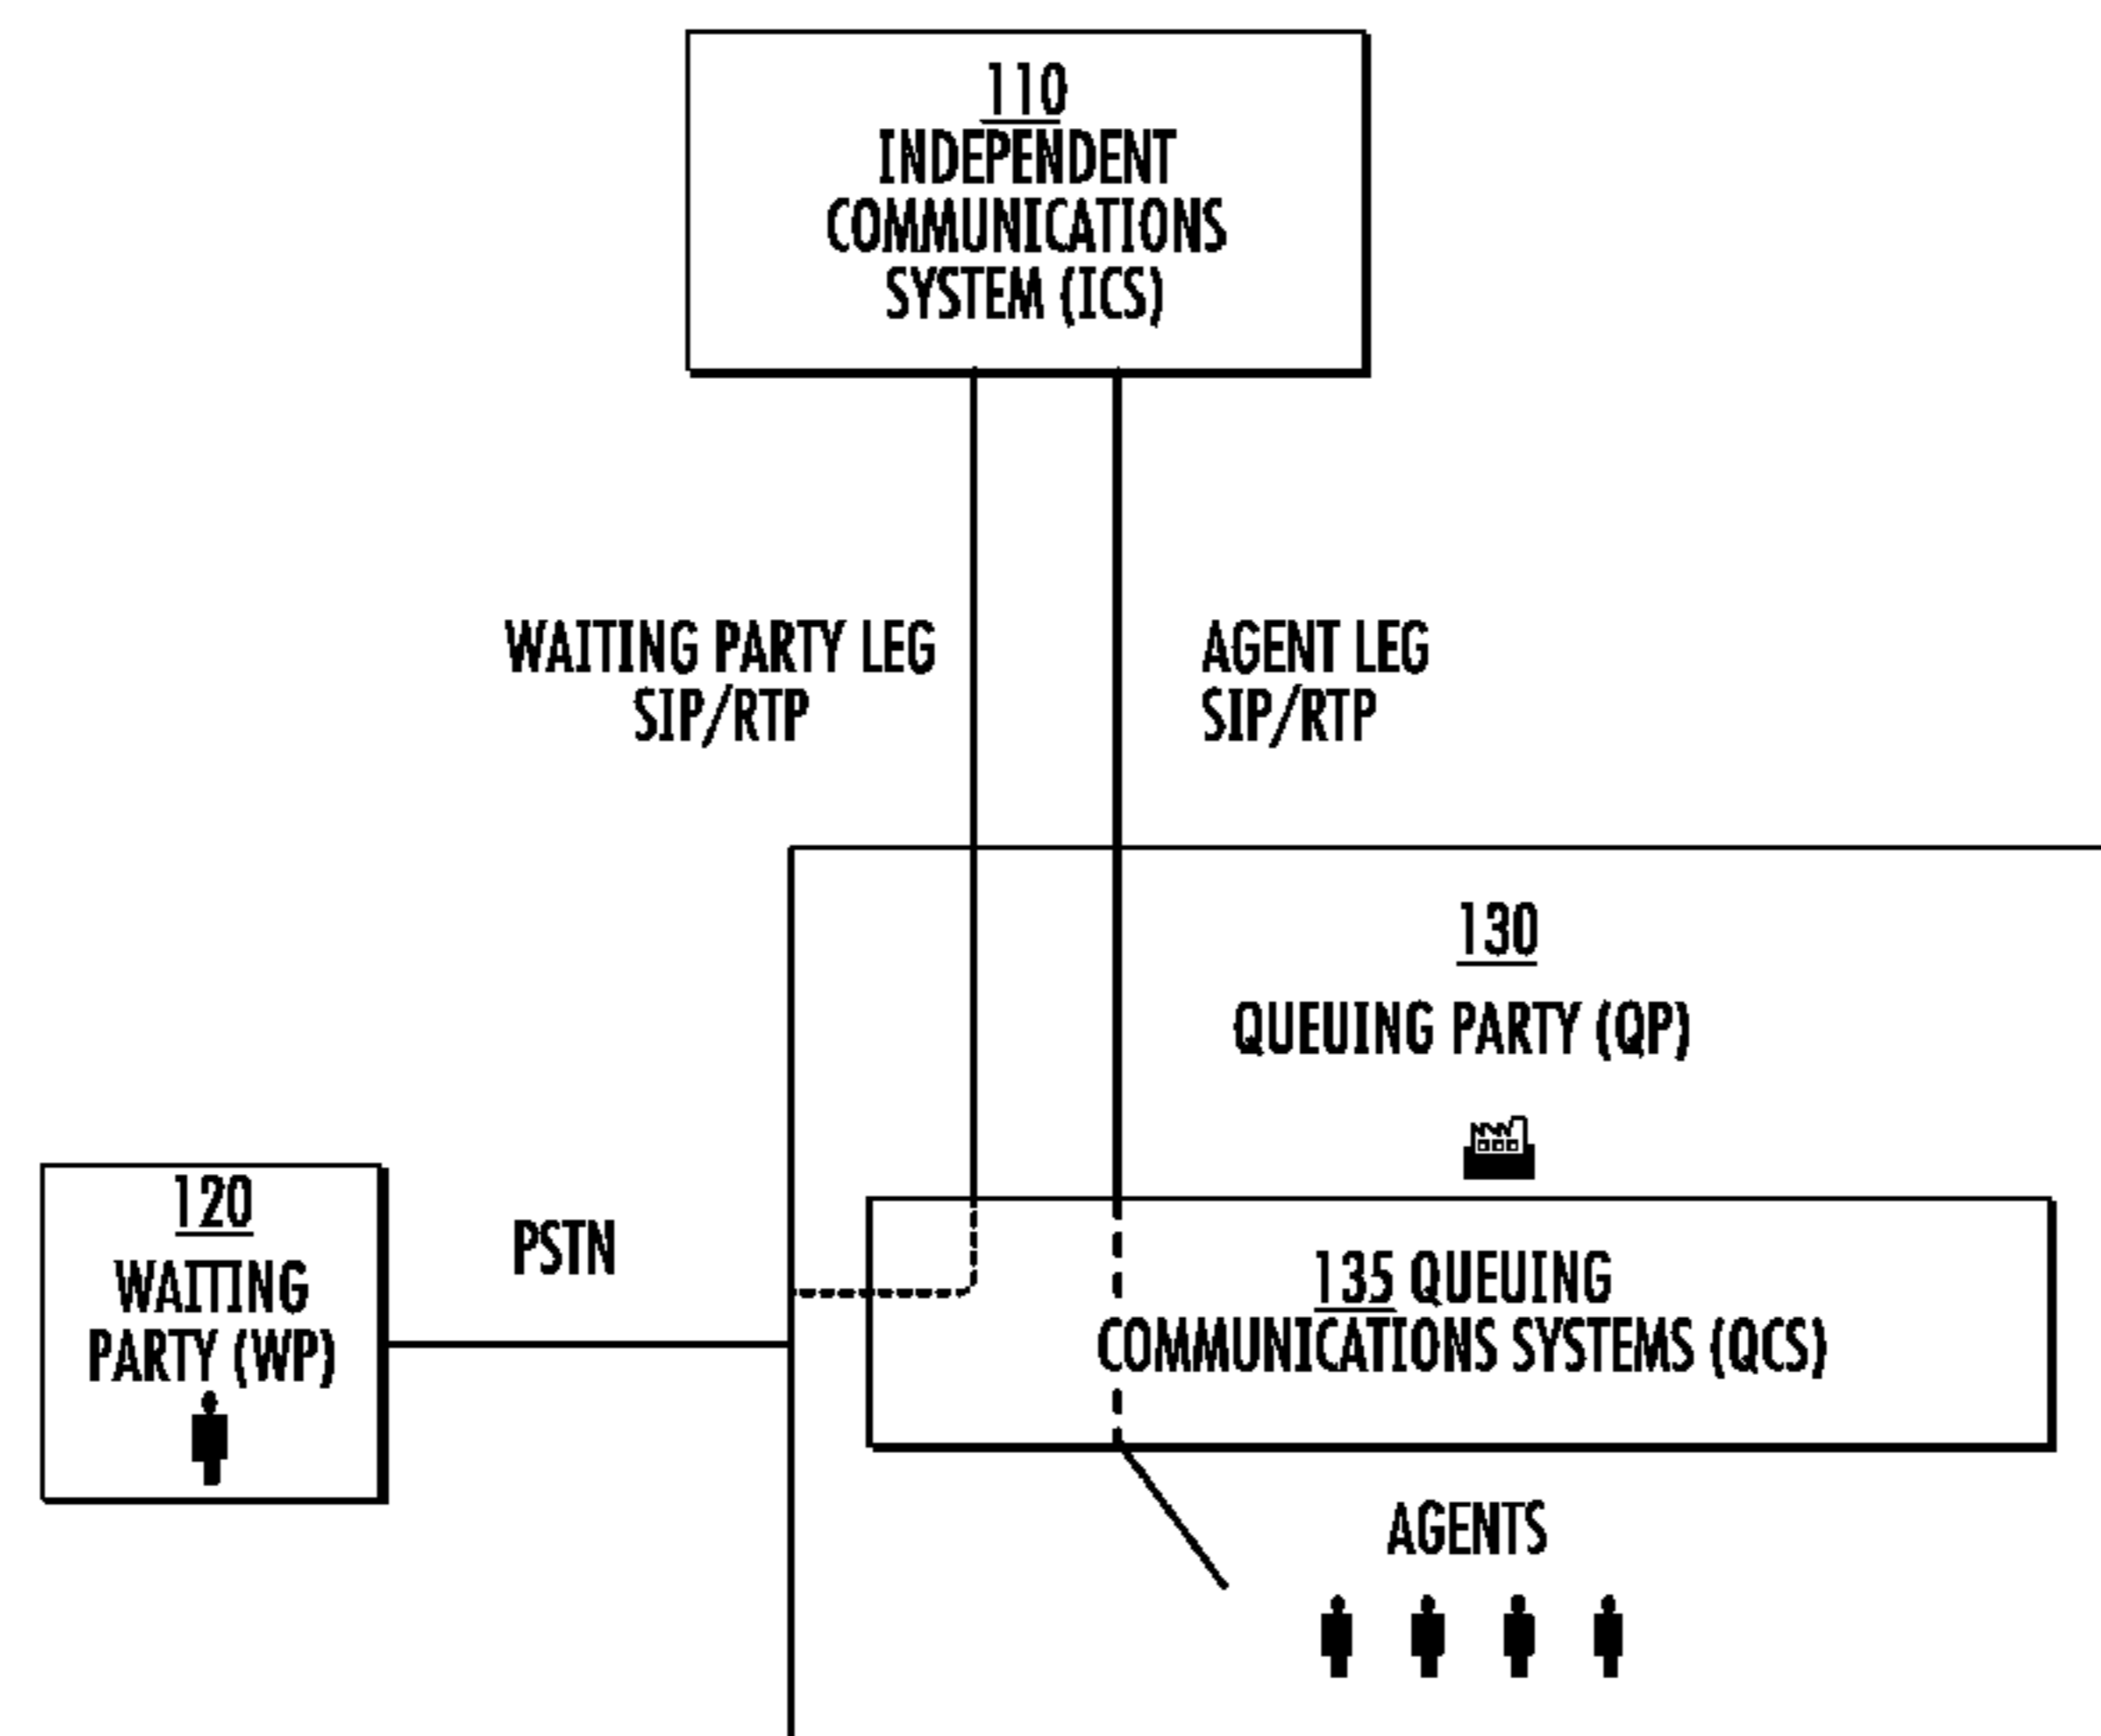 110
INDEPENDENT
COMMUNICATIONS
SYSTEM (ICS)
WAITING PARTY LEG
SIP/RTP
AGENT LEG
SIP/RTP
130
QUEUING PARTY (QP)
120
WAITING
PARTY (WP)
PSTN
135 QUEUING
COMMUNICATIONS SYSTEMS (QCS)
AGENTS